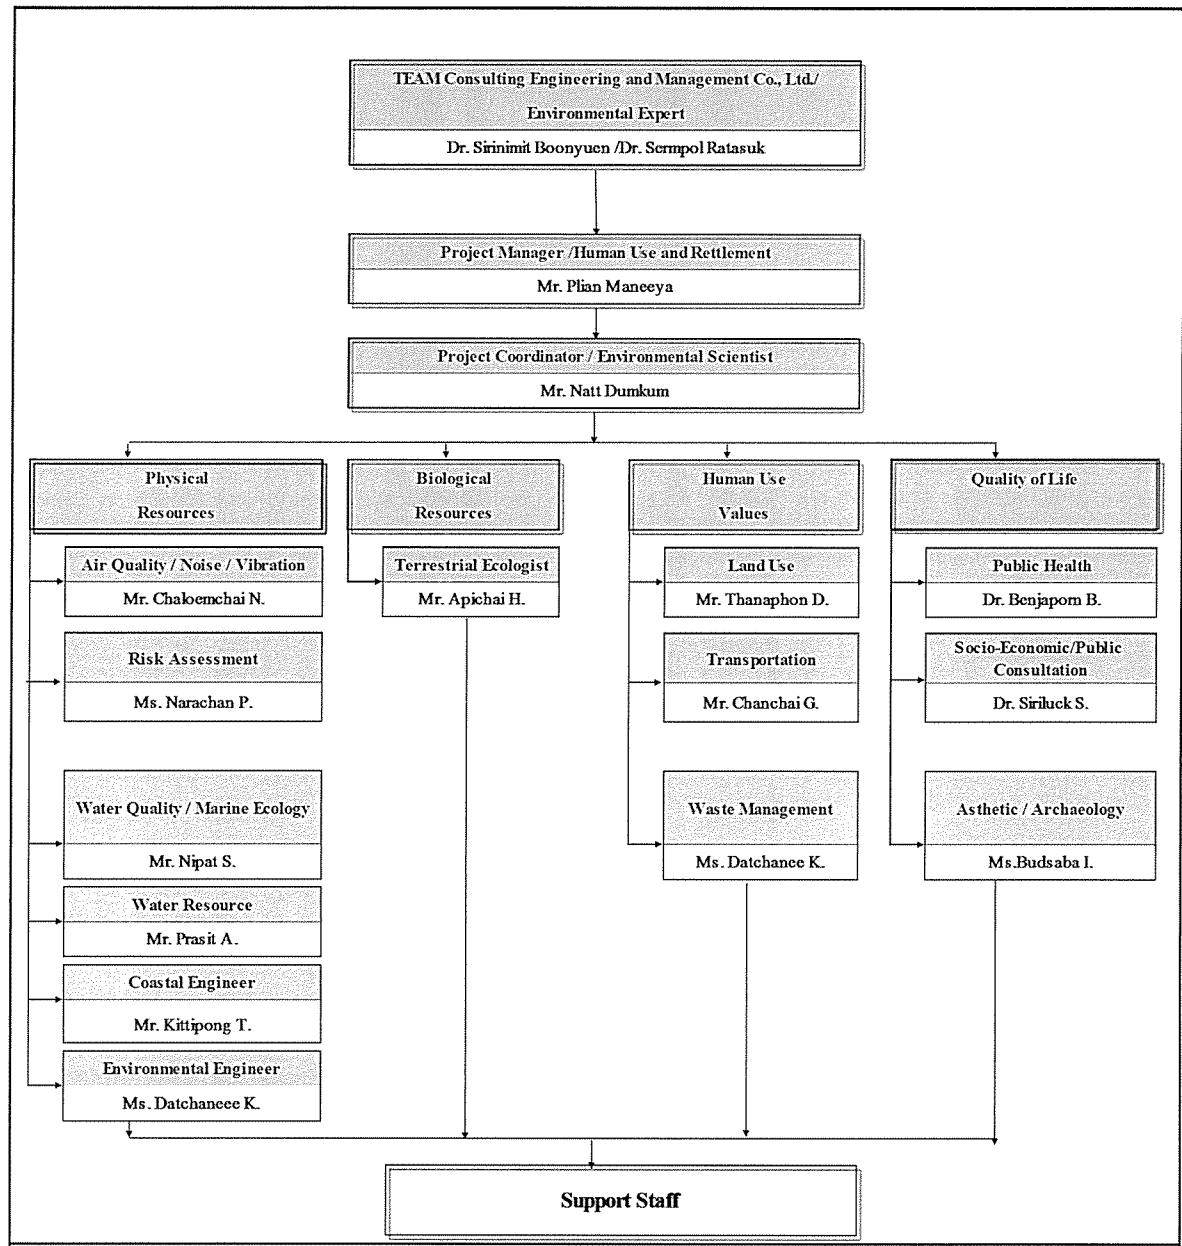 TEAM Consulting Engineering and Management Co., Ltd./
Environmental Expert
Dr. Sirinimit Boonyuen /Dr. Sermpol Ratasuk
Project Manager /Human Use and Rettlement
Mr. Plian Maneeya
Project Coordinator / Environmental Scientist
Mr. Natt Dumkum
Physical
Resources
Air Quality / Noise / Vibration
Mr. Chaloemchai N.
Risk Assessment
Ms. Narachan P.
Water Quality / Marine Ecology
Mr. Nipat S.
Water Resource
Mr. Prasit A.
Coastal Engineer
Mr. Kittipong T.
Environmental Engineer
Ms. Datchaneee K.
Biological
Resources
Terrestrial Ecologist
Mr. Apichai H.
Human Use
Values
Land Use
Mr. Thanaphon D.
Transportation
Mr. Chanchai G.
Waste Management
Ms. Datchanee K.
Quality of Life
Public Health
Dr. Benjaporn B.
Socio-Economic/Public
Consultation
Dr. Siriluck S.
Asthetic / Archaeology
Ms.Budsaba I.
Support Staff